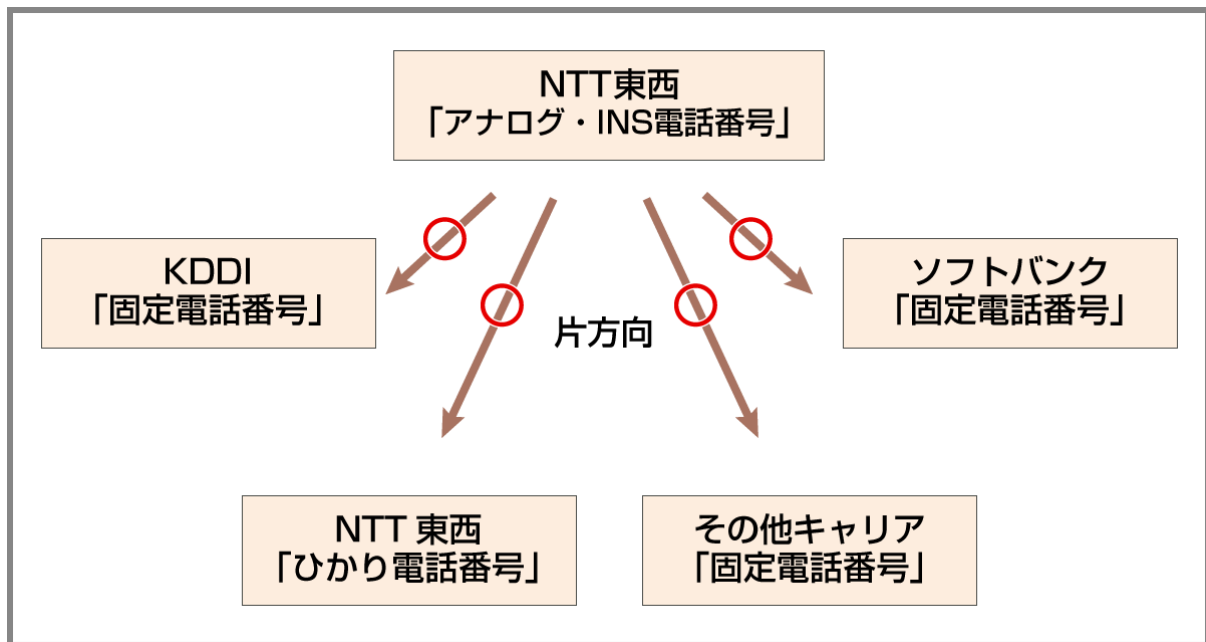 NTT東西
「アナログ・INS電話番号」
KDDI
「固定電話番号」
ソフトバンク
「固定電話番号」
片方向
NTT 東西
「ひかり電話番号」
その他キャリア
「固定電話番号」